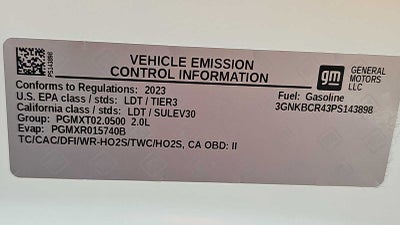 PS143898
VEHICLE EMISSION
CONTROL INFORMATION
gm
GENERAL
MOTORS
LLC
Conforms to Regulations: 2023
U.S. EPA class / stds: LDT / TIER3
California class / stds: LDT / SULEV30
Group: PGMXT02.0500 2.0L
Evap: PGMXR015740B
TC/CAC/DFI/WR-HO2S/TWC/HO2S, CA OBD: II
Fuel: Gasoline
3GNKBCR43PS143898